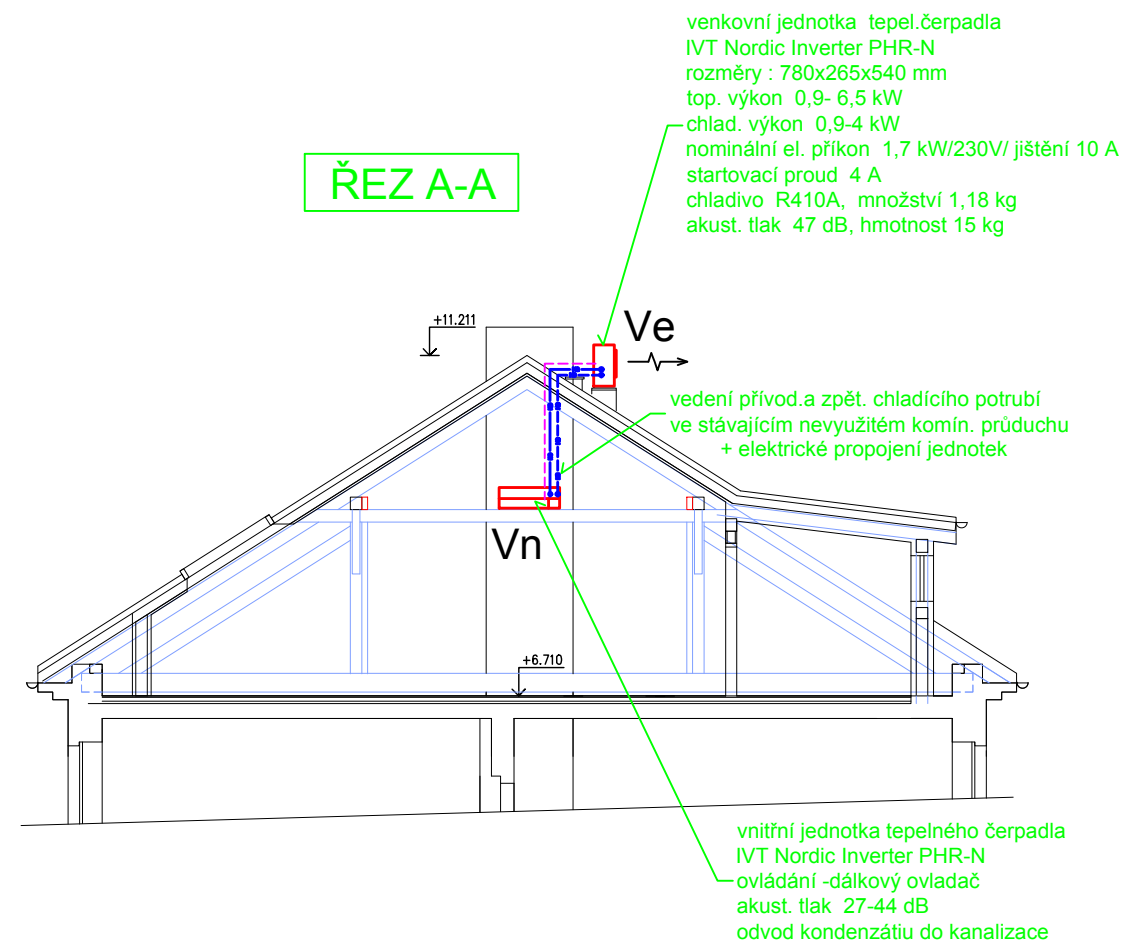 venkovní jednotka tepel.čerpadla
IVT Nordic Inverter PHR-N
rozměry : 780x265x540 mm
top. výkon 0,9- 6,5 kW
chlad. výkon 0,9-4 kW
nominální el. příkon 1,7 kW/230V/ jištění 10 A
startovací proud 4 A
chladivo R410A, množství 1,18 kg
akust. tlak 47 dB, hmotnost 15 kg
ŘEZ A-A
+11.211
Ve
vedení přívod.a zpět. chladícího potrubí
ve stávajícím nevyužitém komín. průduchu
+ elektrické propojení jednotek
Vn
+6.710
vnitřní jednotka tepelného čerpadla
IVT Nordic Inverter PHR-N
ovládání -dálkový ovladač
akust. tlak 27-44 dB
odvod kondenzátiu do kanalizace